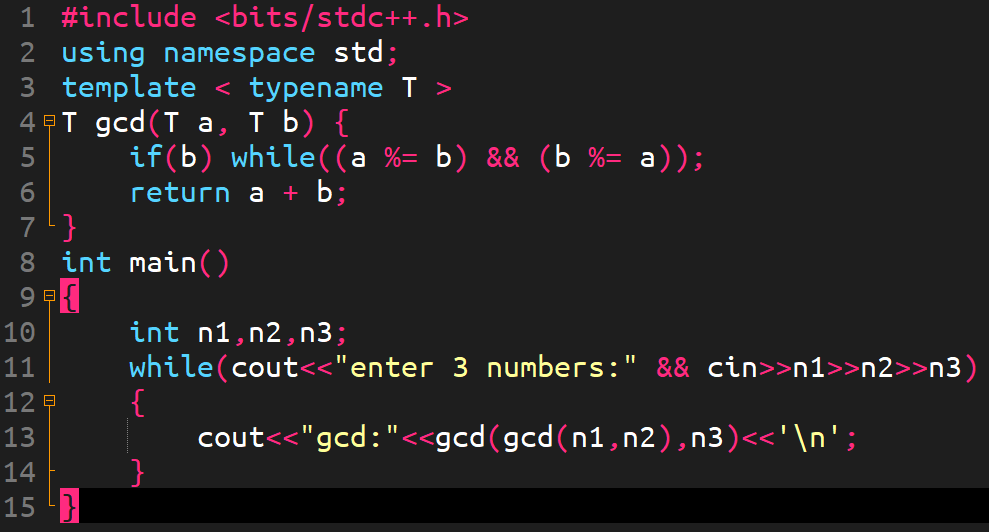 1 #include <bits/stdc++.h>
2 using namespace std;
3 template < typename T >
4 T gcd(T a, T b) {
5     if(b) while((a %= b) && (b %= a));
6     return a + b;
7 }
8 int main()
9 {
10     int n1,n2,n3;
11     while(cout<<"enter 3 numbers:" && cin>>n1>>n2>>n3)
12     {
13         cout<<"gcd:"<<gcd(gcd(n1,n2),n3)<<'\n';
14     }
15 }